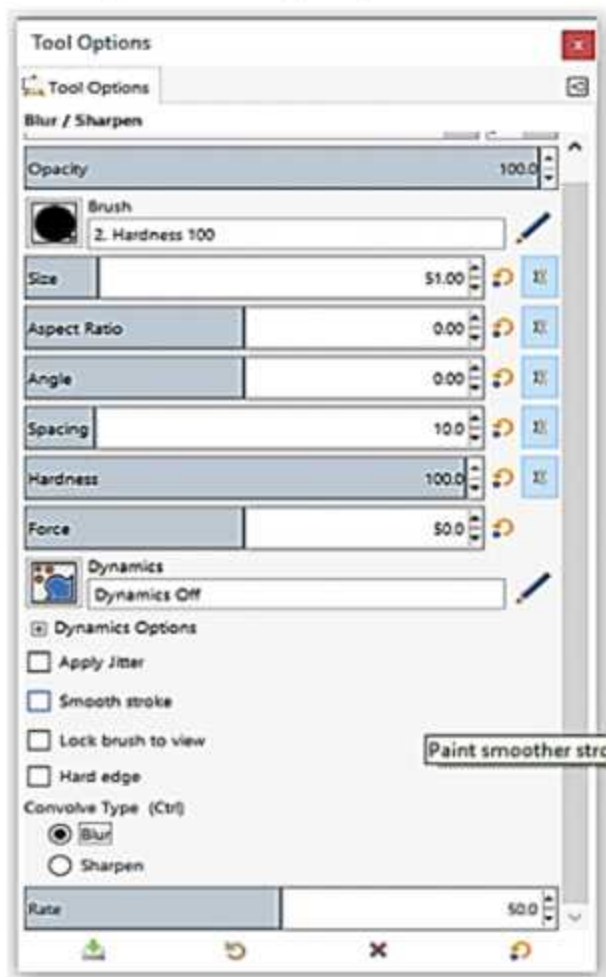 Tool Options
Tool Options
Blur / Sharpen
Opacity 100.0
Brush
2. Hardness 100
Size 51.00
Aspect Ratio 0.00
Angle 0.00
Spacing 10.0
Hardness 100.0
Force 50.0
Dynamics
Dynamics Off
Dynamics Options
Apply Jitter
Smooth stroke
Lock brush to view
Paint smoother stro
Hard edge
Convolve Type (Ctrl)
Blur
Sharpen
Rate 50.0